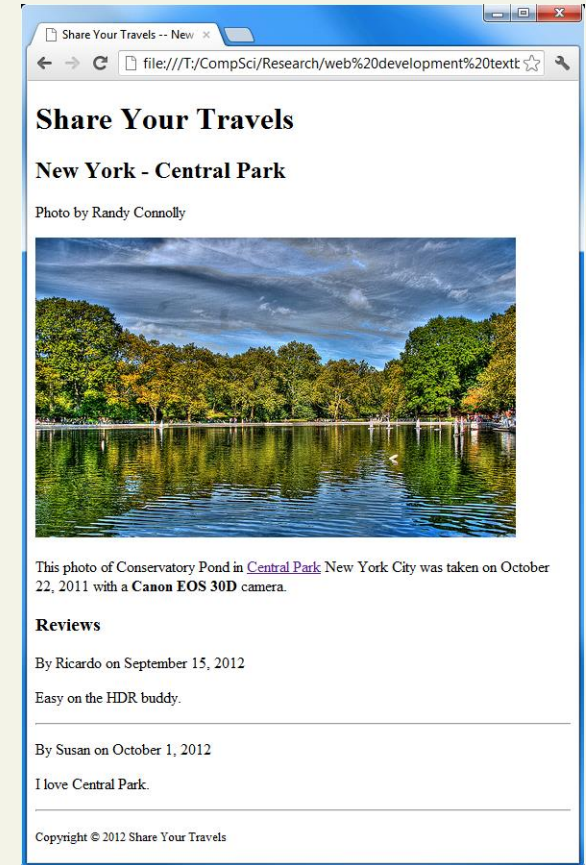 Share Your Travels -- New
file:///T:/CompSci/Research/web%20development%20textb
Share Your Travels
New York - Central Park
Photo by Randy Connolly
This photo of Conservatory Pond in Central Park New York City was taken on October
22, 2011 with a Canon EOS 30D camera.
Reviews
By Ricardo on September 15, 2012
Easy on the HDR buddy.
By Susan on October 1, 2012
I love Central Park.
Copyright © 2012 Share Your Travels